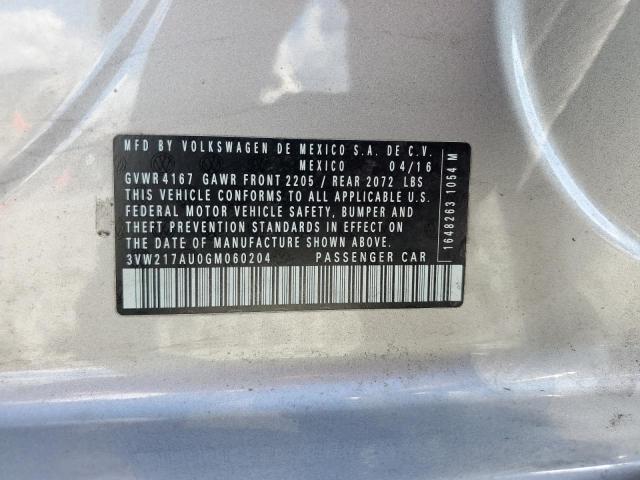 MFD BY VOLKSWAGEN DE MEXICO S.A. DE C.V.
MEXICO 04/16
GVWR 4167 GAWR FRONT 2205 / REAR 2072 LBS
THIS VEHICLE CONFORMS TO ALL APPLICABLE U.S.
FEDERAL MOTOR VEHICLE SAFETY, BUMPER AND
THEFT PREVENTION STANDARDS IN EFFECT ON
THE DATE OF MANUFACTURE SHOWN ABOVE.
3VW217AU0GM060204 PASSENGER CAR
1648263 1054 M